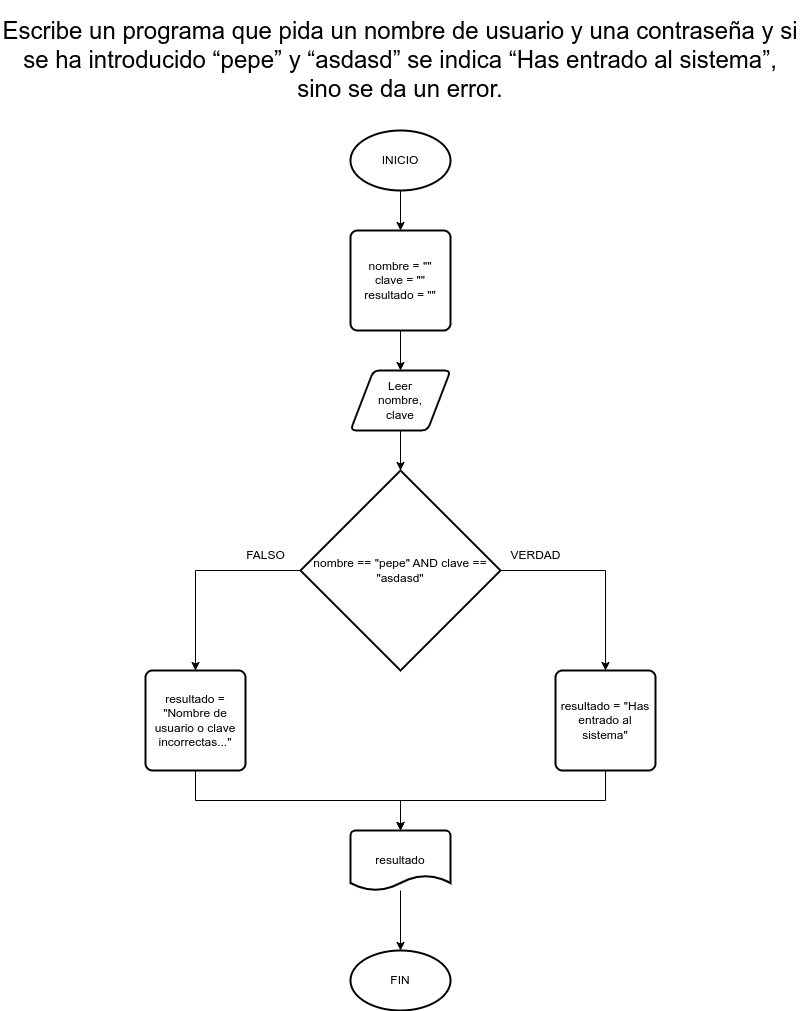 Escribe un programa que pida un nombre de usuario y una contraseña y si
se ha introducido “pepe” y “asdasd” se indica “Has entrado al sistema”,
sino se da un error.
INICIO
nombre = ""
clave = ""
resultado = ""
Leer
nombre,
clave
FALSO
nombre == "pepe" AND clave ==
"asdasd"
VERDAD
resultado =
"Nombre de
usuario o clave
incorrectas..."
resultado = "Has
entrado al
sistema"
resultado
FIN